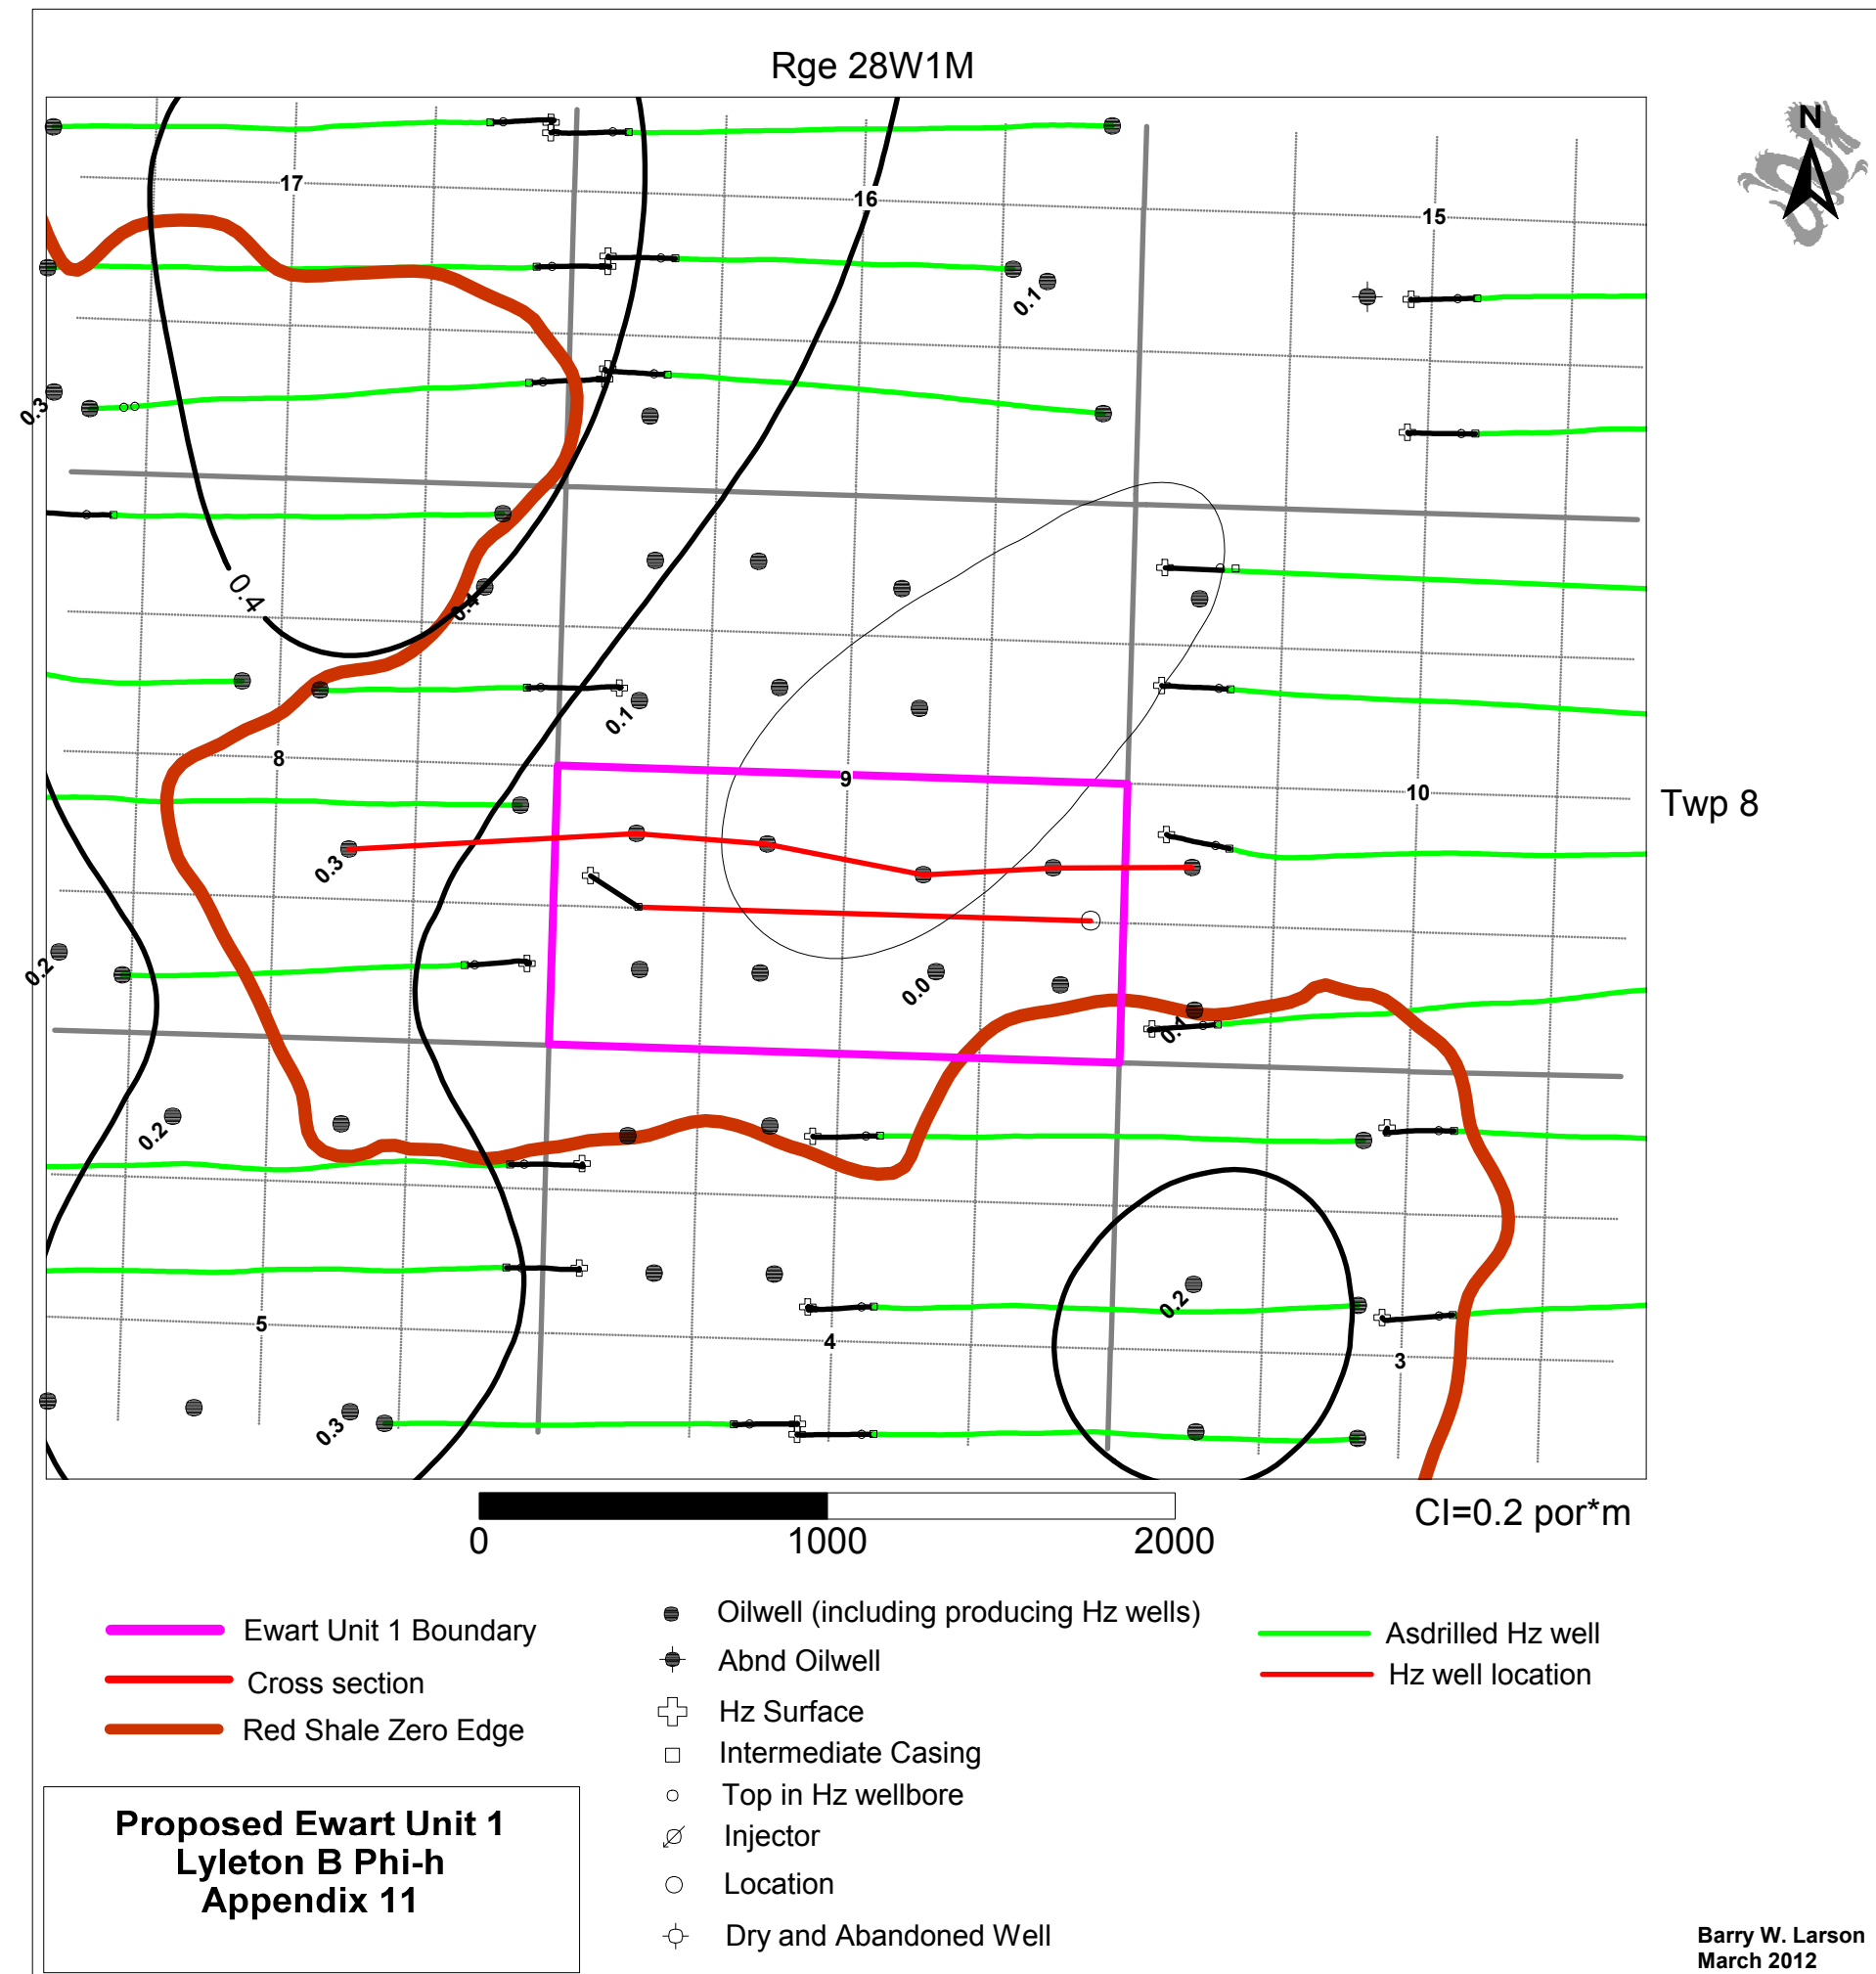 Rge 28W1M
N
17
16
15
0.1
0.3
0.4
0.4
0.1
8
9
10
Twp 8
0.3
0.2
0.0
0.1
0.2
0.2
5
4
3
0.3
CI=0.2 por*m
0 1000 2000
Ewart Unit 1 Boundary
Cross section
Red Shale Zero Edge
Oilwell (including producing Hz wells)
Abnd Oilwell
Hz Surface
Intermediate Casing
Top in Hz wellbore
Injector
Location
Dry and Abandoned Well
Asdrilled Hz well
Hz well location
Proposed Ewart Unit 1
Lyleton B Phi-h
Appendix 11
Barry W. Larson
March 2012